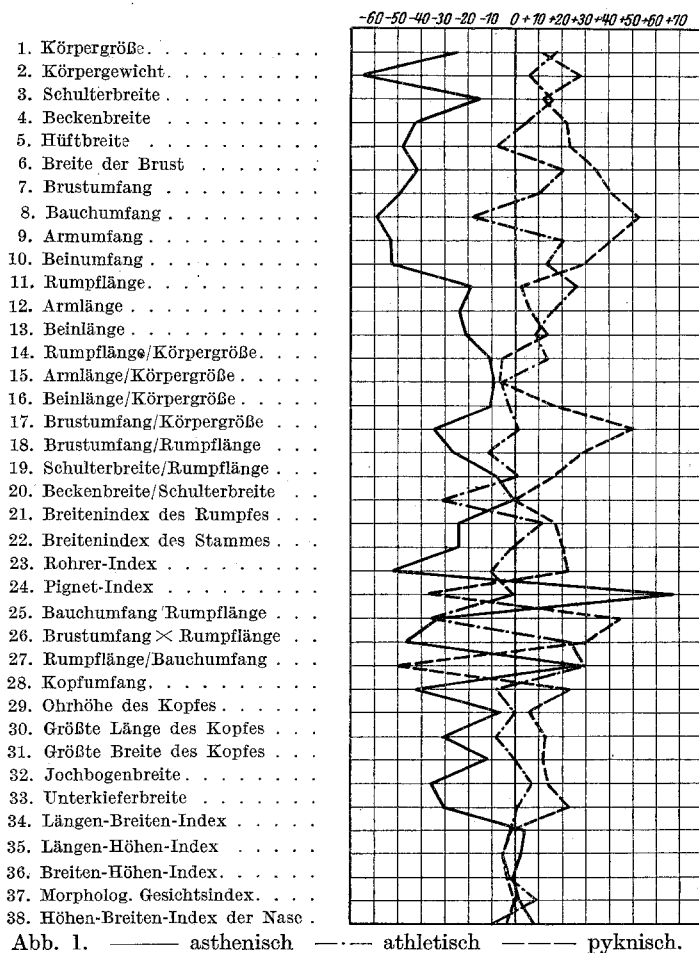 -60 -50 -40 -30 -20 -10 0 +10 +20 +30 +40 +50 +60 +70
1. Körpergröße. . . . . . . . .
2. Körpergewicht. . . . . . . .
3. Schulterbreite . . . . . . . .
4. Beckenbreite . . . . . . . .
5. Hüftbreite . . . . . . . . .
6. Breite der Brust . . . . . . .
7. Brustumfang . . . . . . . .
8. Bauchumfang . . . . . . . .
9. Armumfang . . . . . . . . .
10. Beinumfang . . . . . . . . .
11. Rumpflänge. . . . . . . . .
12. Armlänge . . . . . . . . . .
13. Beinlänge . . . . . . . . .
14. Rumpflänge/Körpergröße. . . .
15. Armlänge/Körpergröße . . . . .
16. Beinlänge/Körpergröße . . . .
17. Brustumfang/Körpergröße . . .
18. Brustumfang/Rumpflänge . . .
19. Schulterbreite/Rumpflänge . . .
20. Beckenbreite/Schulterbreite . . .
21. Breitenindex des Rumpfes . . .
22. Breitenindex des Stammes . . .
23. Rohrer-Index . . . . . . . .
24. Pignet-Index . . . . . . . .
25. Bauchumfang/Rumpflänge . . .
26. Brustumfang × Rumpflänge . .
27. Rumpflänge/Bauchumfang . . .
28. Kopfumfang. . . . . . . . .
29. Ohrhöhe des Kopfes . . . . . .
30. Größte Länge des Kopfes . . .
31. Größte Breite des Kopfes . . .
32. Jochbogenbreite. . . . . . . .
33. Unterkieferbreite . . . . . . .
34. Längen-Breiten-Index . . . . .
35. Längen-Höhen-Index . . . . .
36. Breiten-Höhen-Index. . . . . .
37. Morpholog. Gesichtsindex. . . .
38. Höhen-Breiten-Index der Nase .
Abb. 1. ——— asthenisch —·—·— athletisch ––––– pyknisch.